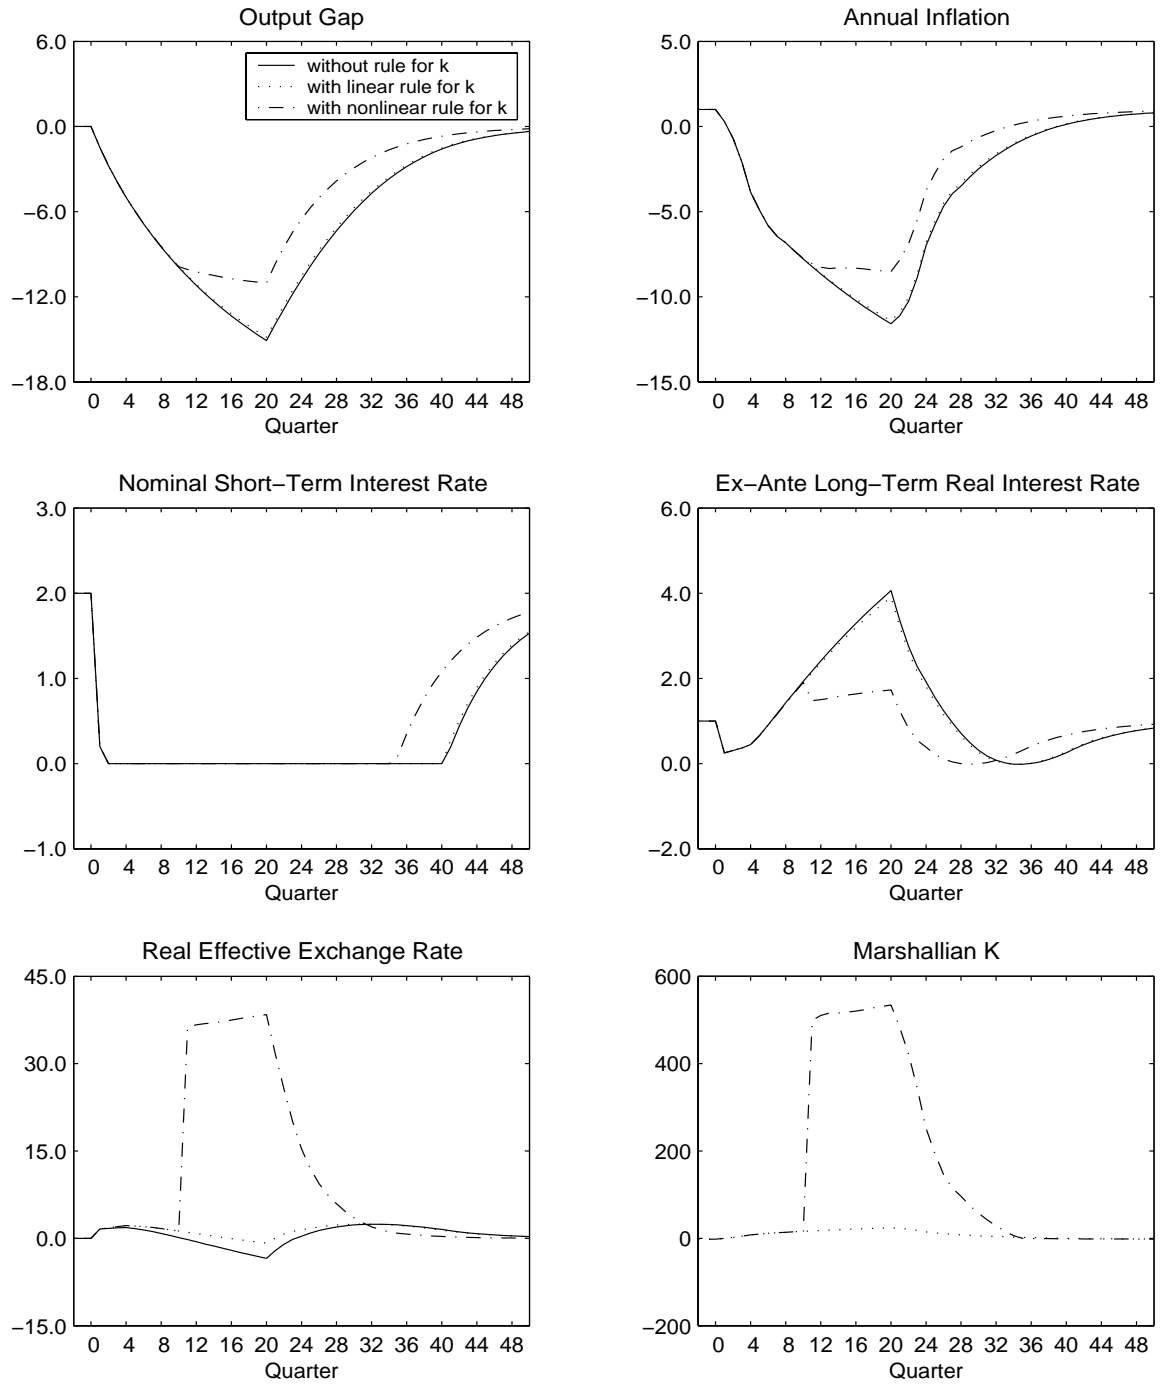 Output Gap
6.0
0.0
−6.0
−12.0
−18.0
without rule for k
with linear rule for k
with nonlinear rule for k
0 4 8 12 16 20 24 28 32 36 40 44 48
Quarter
Annual Inflation
5.0
0.0
−5.0
−10.0
−15.0
0 4 8 12 16 20 24 28 32 36 40 44 48
Quarter
Nominal Short−Term Interest Rate
3.0
2.0
1.0
0.0
−1.0
0 4 8 12 16 20 24 28 32 36 40 44 48
Quarter
Ex−Ante Long−Term Real Interest Rate
6.0
4.0
2.0
0.0
−2.0
0 4 8 12 16 20 24 28 32 36 40 44 48
Quarter
Real Effective Exchange Rate
45.0
30.0
15.0
0.0
−15.0
0 4 8 12 16 20 24 28 32 36 40 44 48
Quarter
Marshallian K
600
400
200
0
−200
0 4 8 12 16 20 24 28 32 36 40 44 48
Quarter